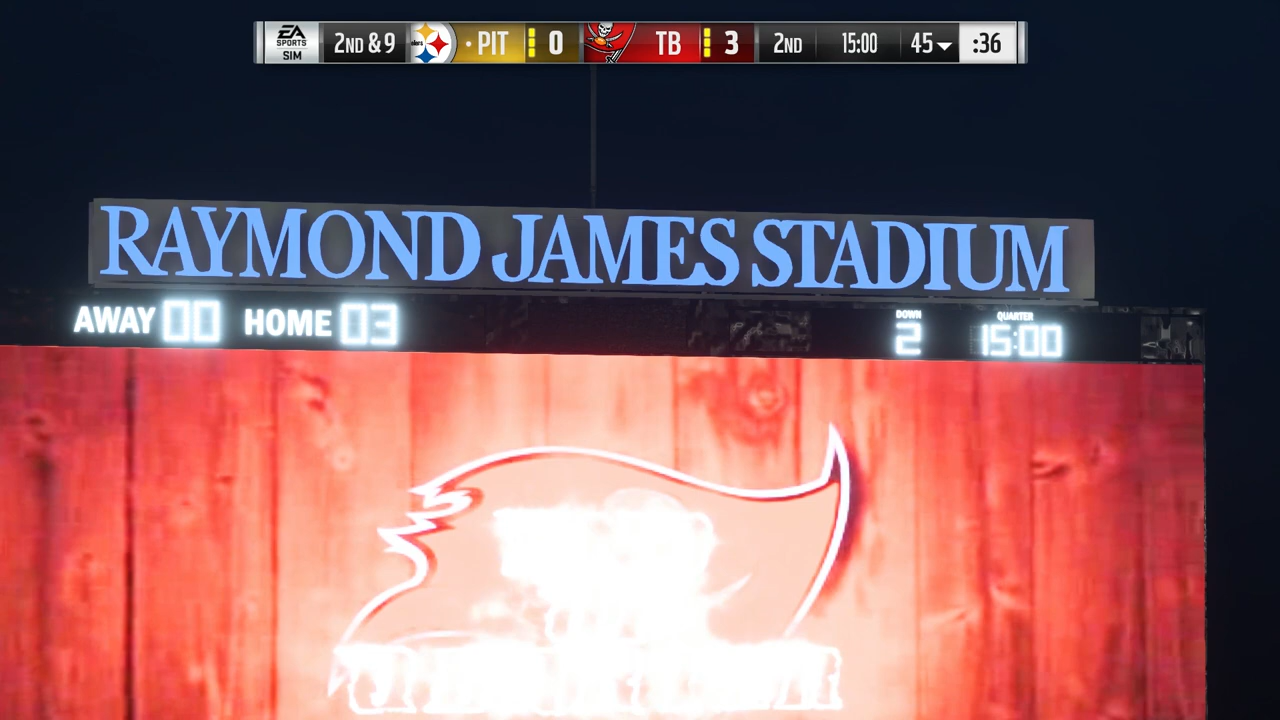 EA SPORTS SIM 2ND & 9 PIT 0 TB 3 2ND 15:00 45 :36
RAYMOND JAMES STADIUM
AWAY 00 HOME 03 DOWN 2 QUARTER 15:00